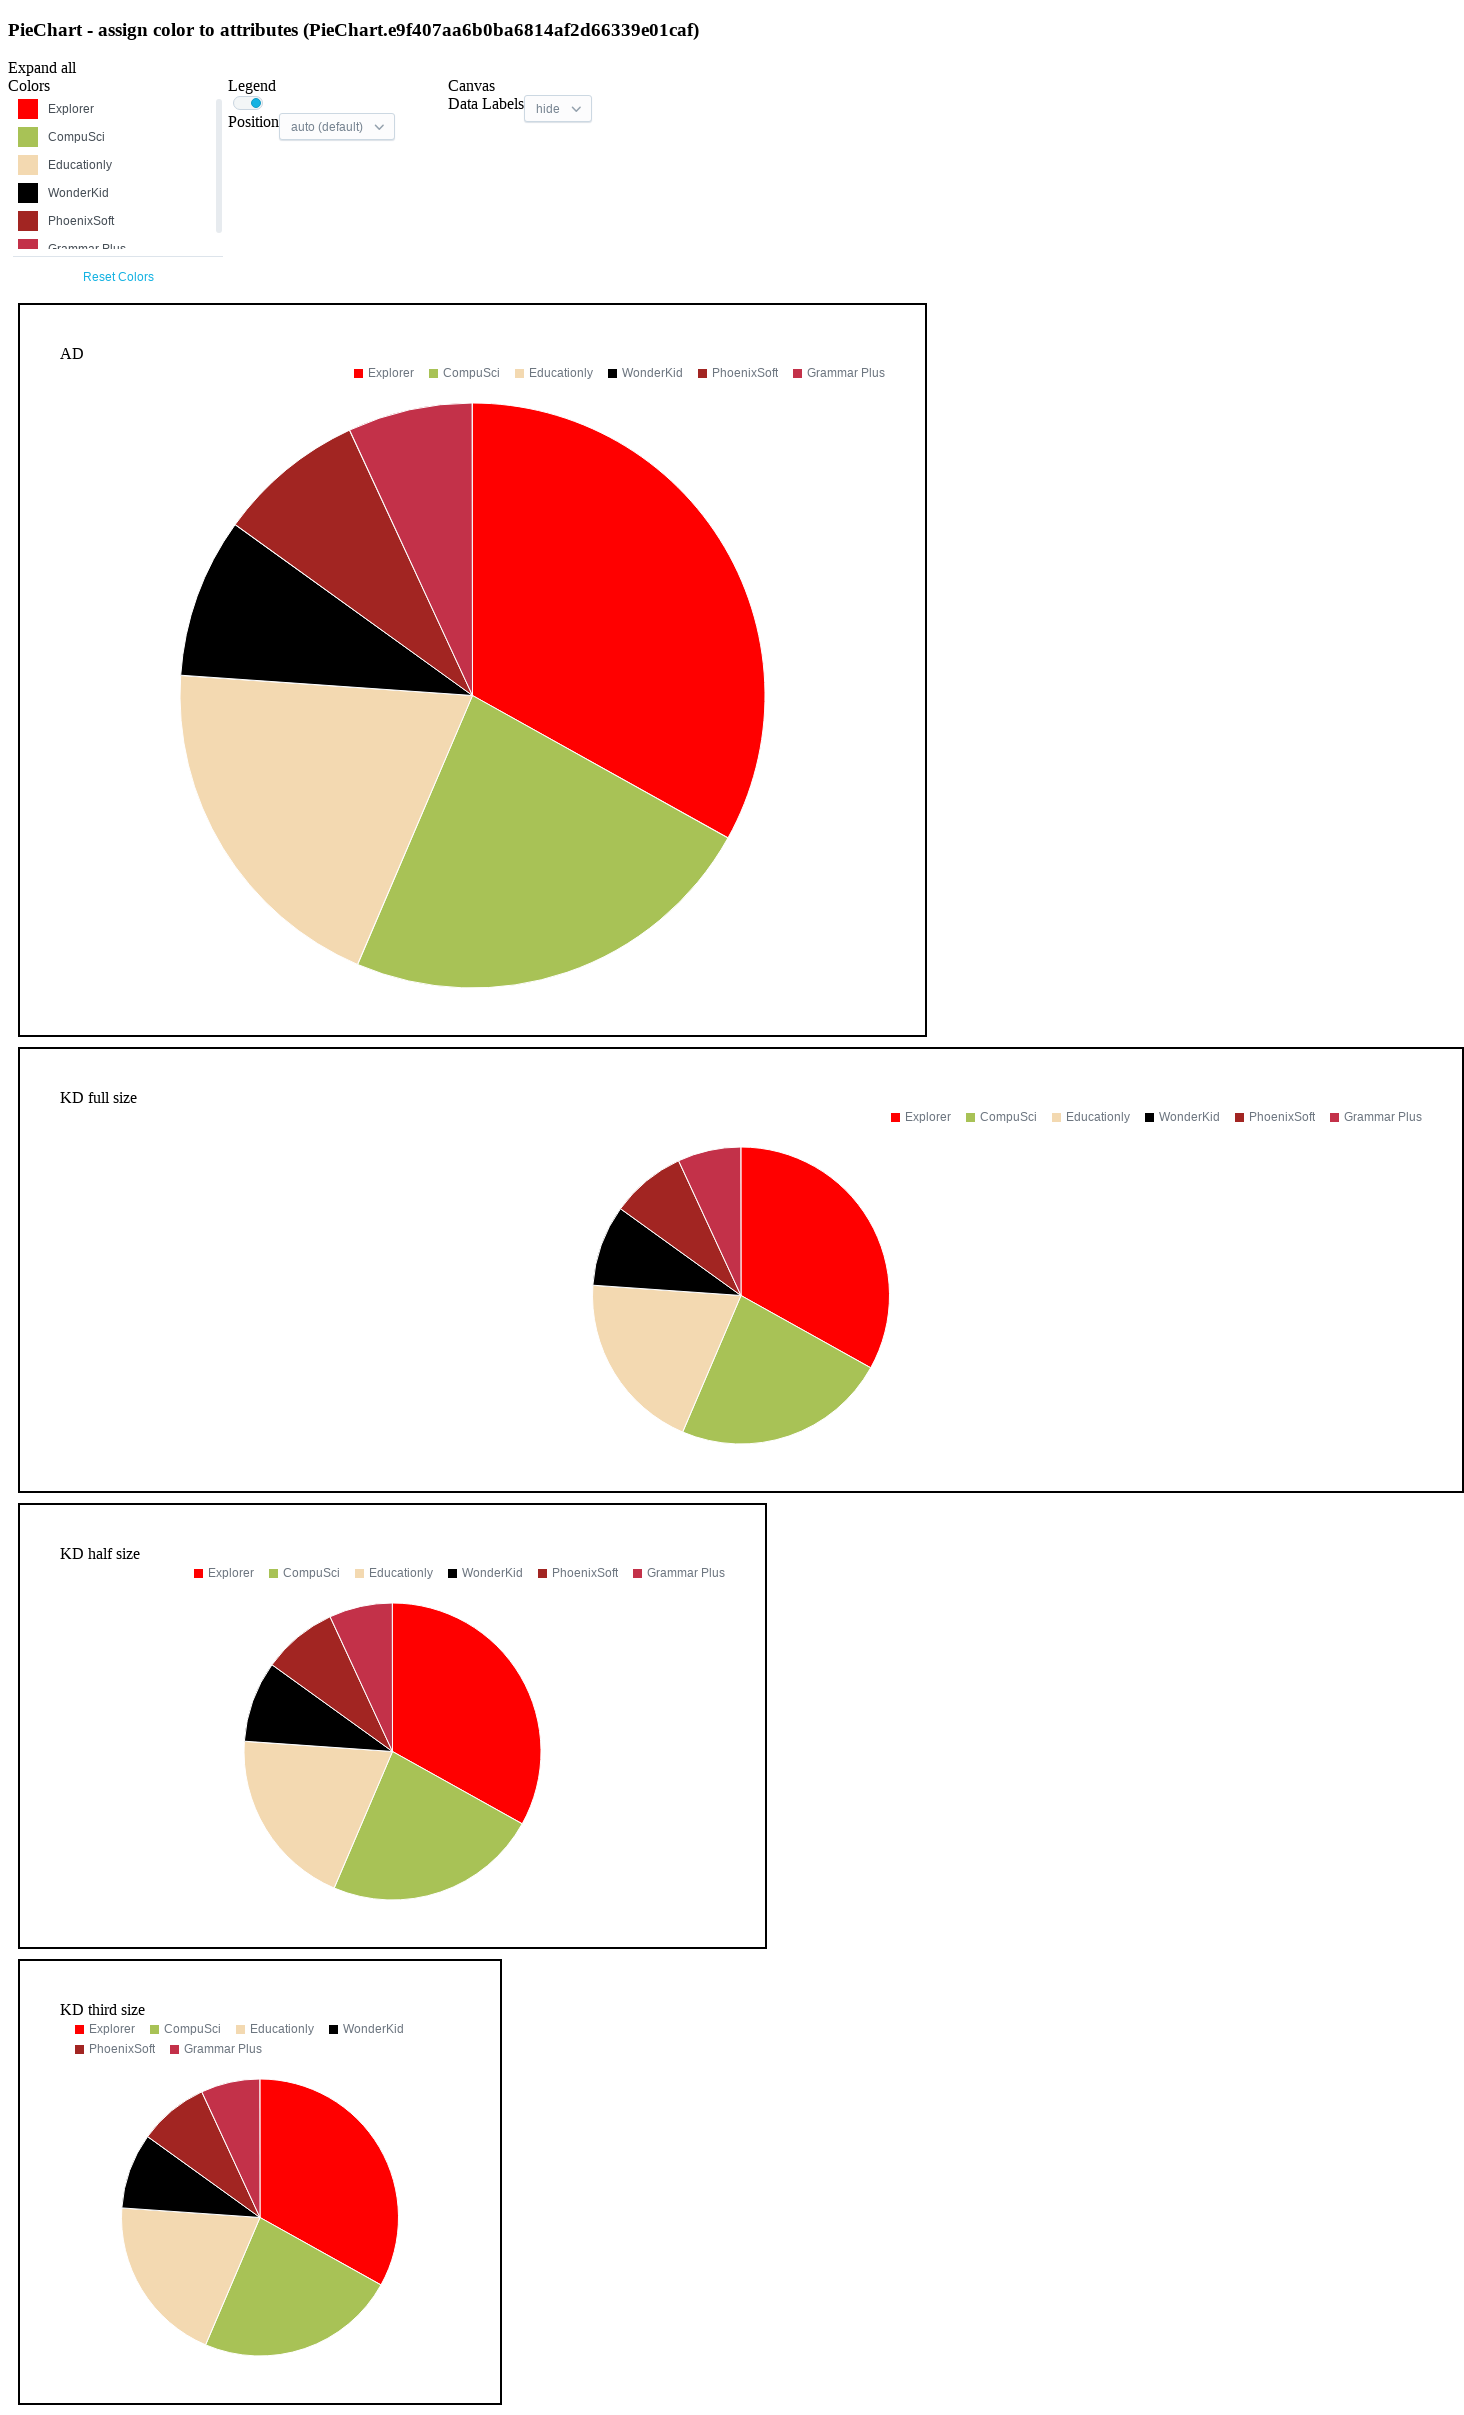 PieChart - assign color to attributes (PieChart.e9f407aa6b0ba6814af2d66339e01caf)
Expand all
Colors
Explorer
CompuSci
Educationly
WonderKid
PhoenixSoft
Grammar Plus
Reset Colors
Legend
Position auto (default)
Canvas
Data Labels hide
AD
Explorer CompuSci Educationly WonderKid PhoenixSoft Grammar Plus
KD full size
Explorer CompuSci Educationly WonderKid PhoenixSoft Grammar Plus
KD half size
Explorer CompuSci Educationly WonderKid PhoenixSoft Grammar Plus
KD third size
Explorer CompuSci Educationly WonderKid
PhoenixSoft Grammar Plus